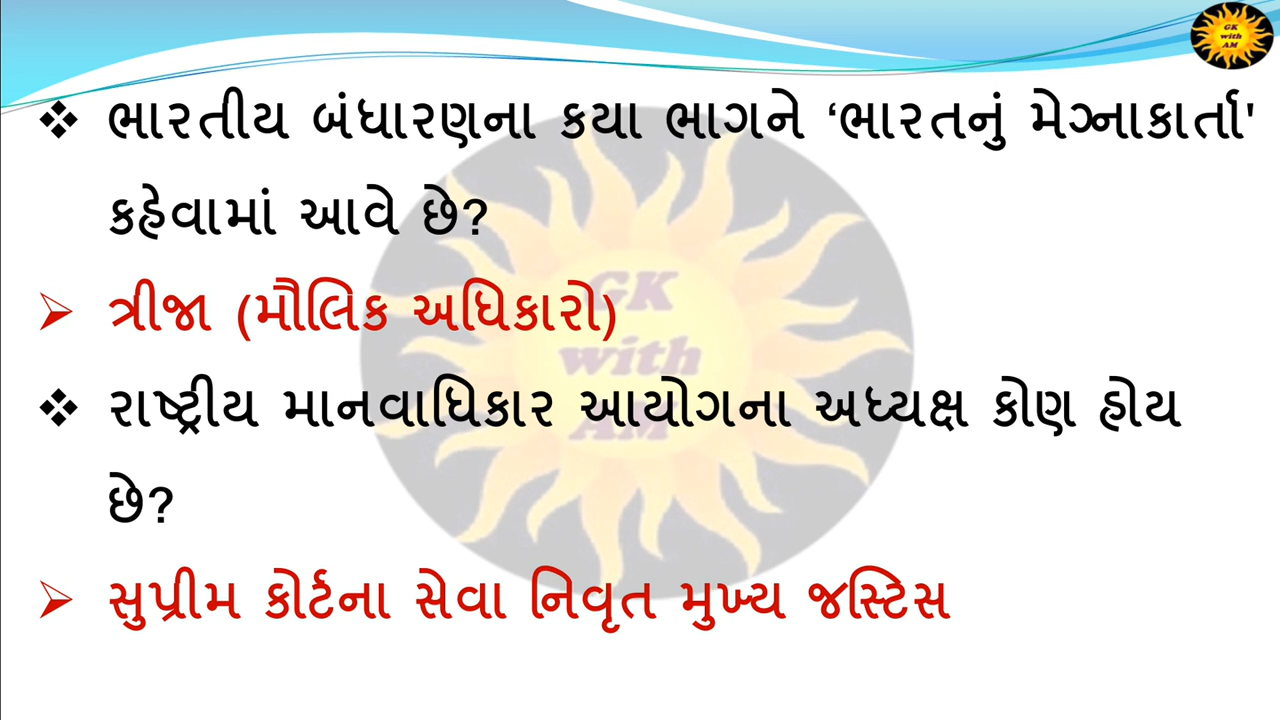 GK
with
AM
❖ ભારતીય બંધારણના કયા ભાગને ‘ભારતનું મેગ્નાકાર્તા'
કહેવામાં આવે છે?
➢ ત્રીજા (મૌલિક અધિકારો)
GK
with
AM
❖ રાષ્ટ્રીય માનવાધિકાર આયોગના અધ્યક્ષ કોણ હોય
છે?
➢ સુપ્રીમ કોર્ટના સેવા નિવૃત મુખ્ય જસ્ટિસ